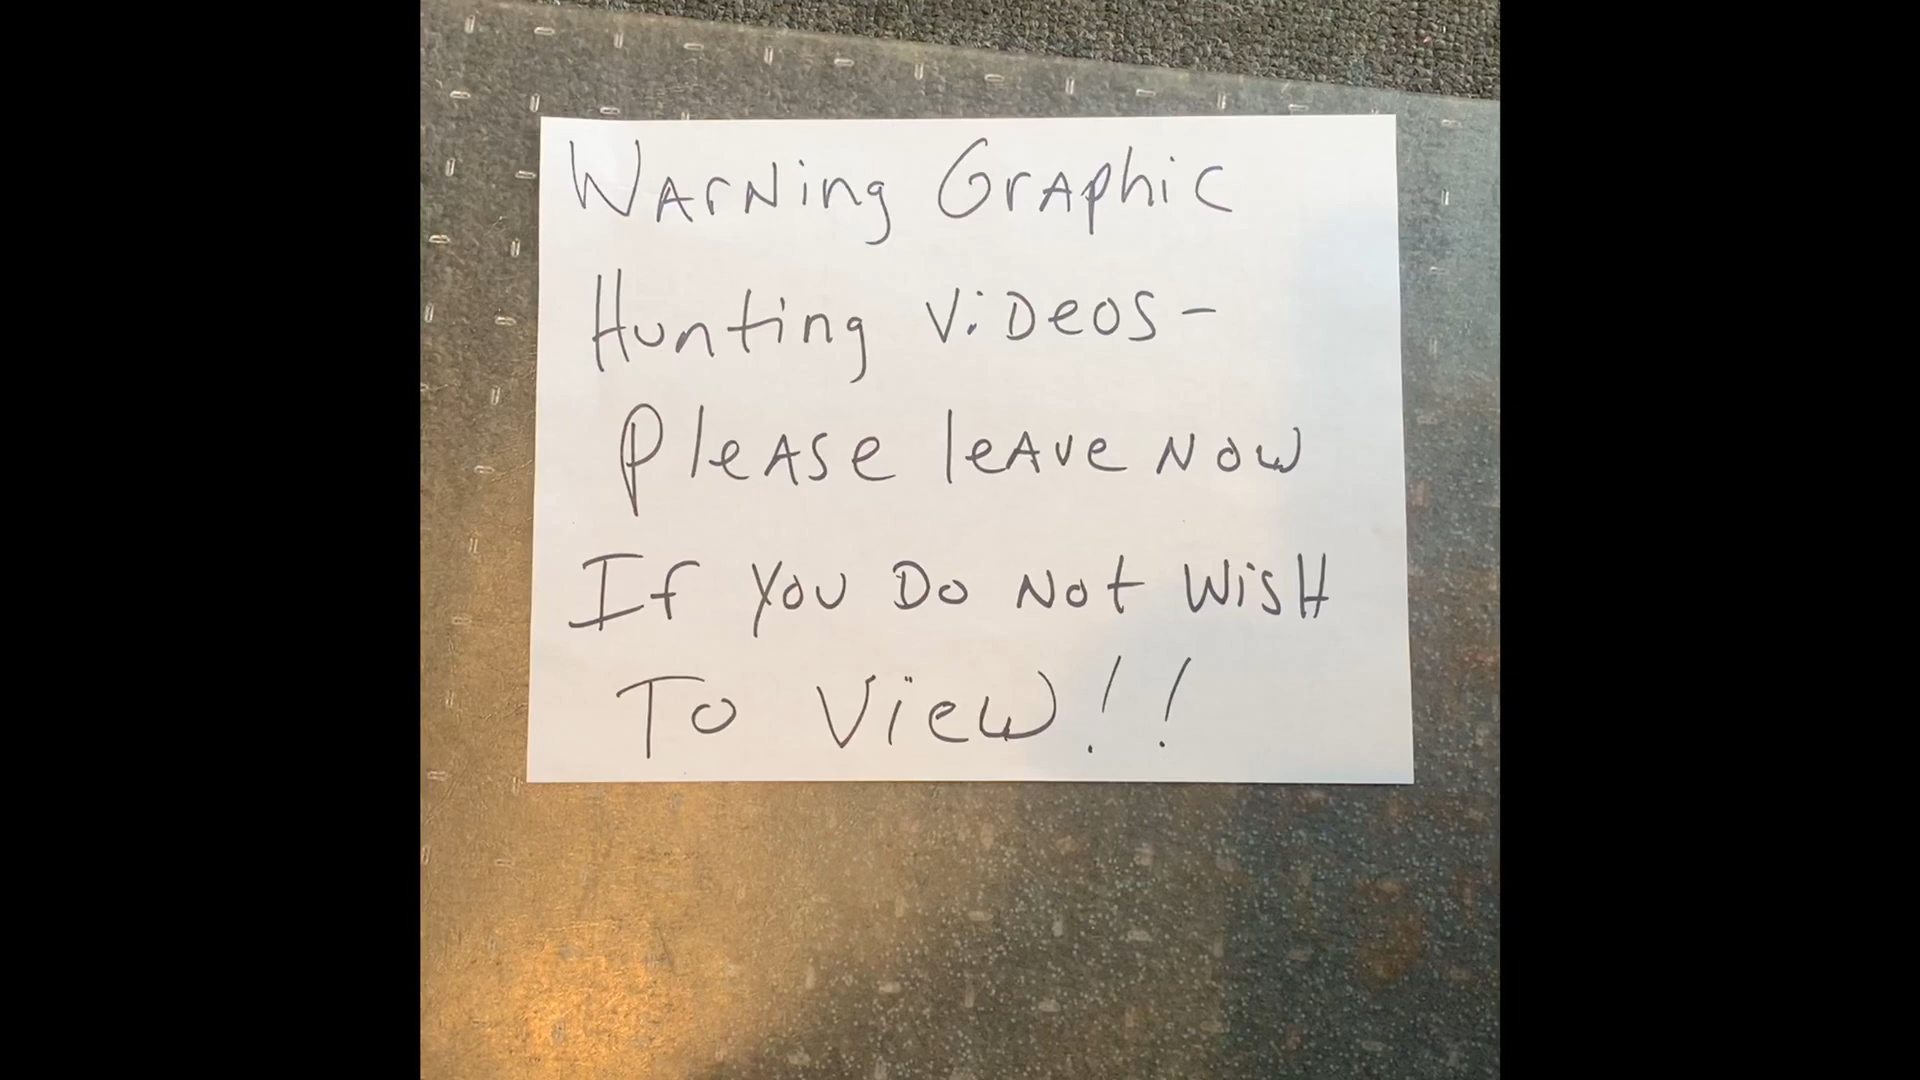 Warning Graphic
Hunting Videos-
Please leave Now
If you Do Not Wish
To View!!